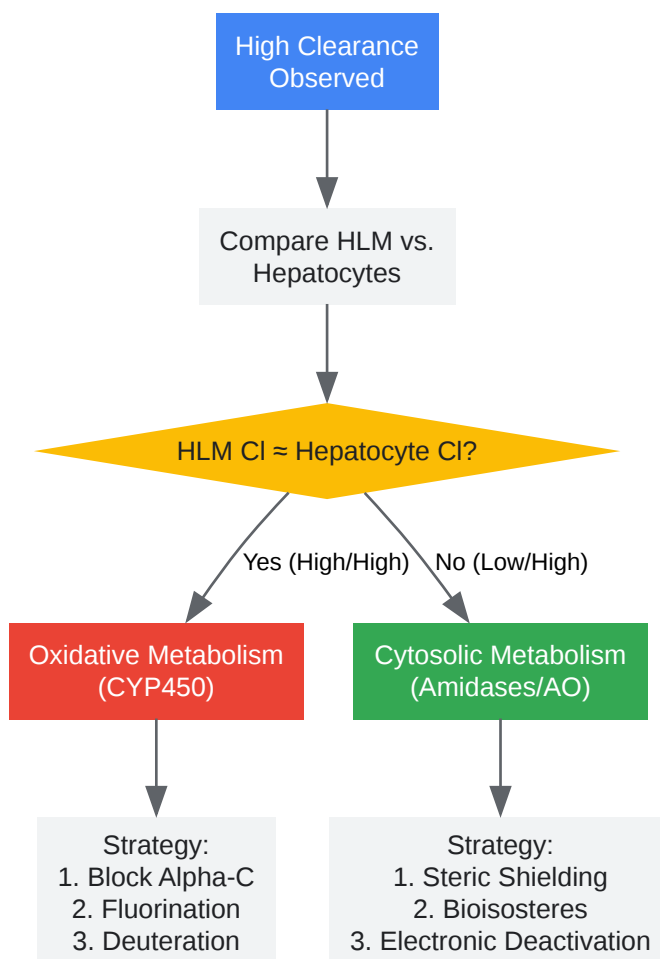 High Clearance
Observed
Compare HLM vs.
Hepatocytes
HLM Cl ≈ Hepatocyte Cl?
Yes (High/High)
No (Low/High)
Oxidative Metabolism
(CYP450)
Cytosolic Metabolism
(Amidases/AO)
Strategy:
1. Block Alpha-C
2. Fluorination
3. Deuteration
Strategy:
1. Steric Shielding
2. Bioisosteres
3. Electronic Deactivation